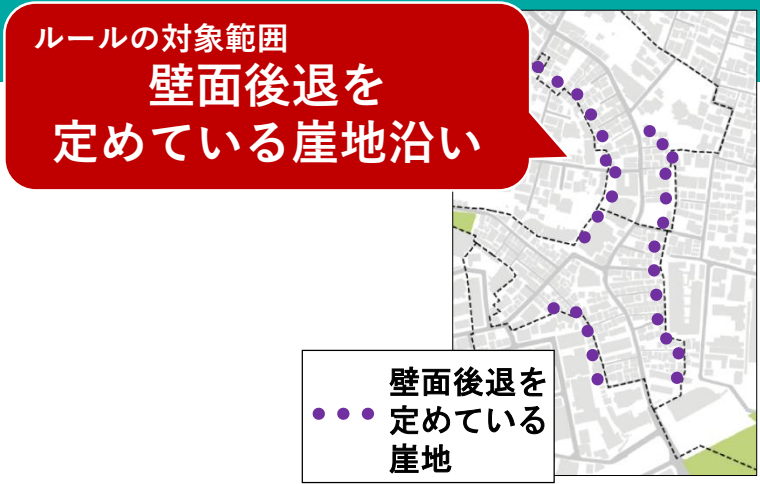 ルールの対象範囲
壁面後退を
定めている崖地沿い
壁面後退を
定めている
崖地